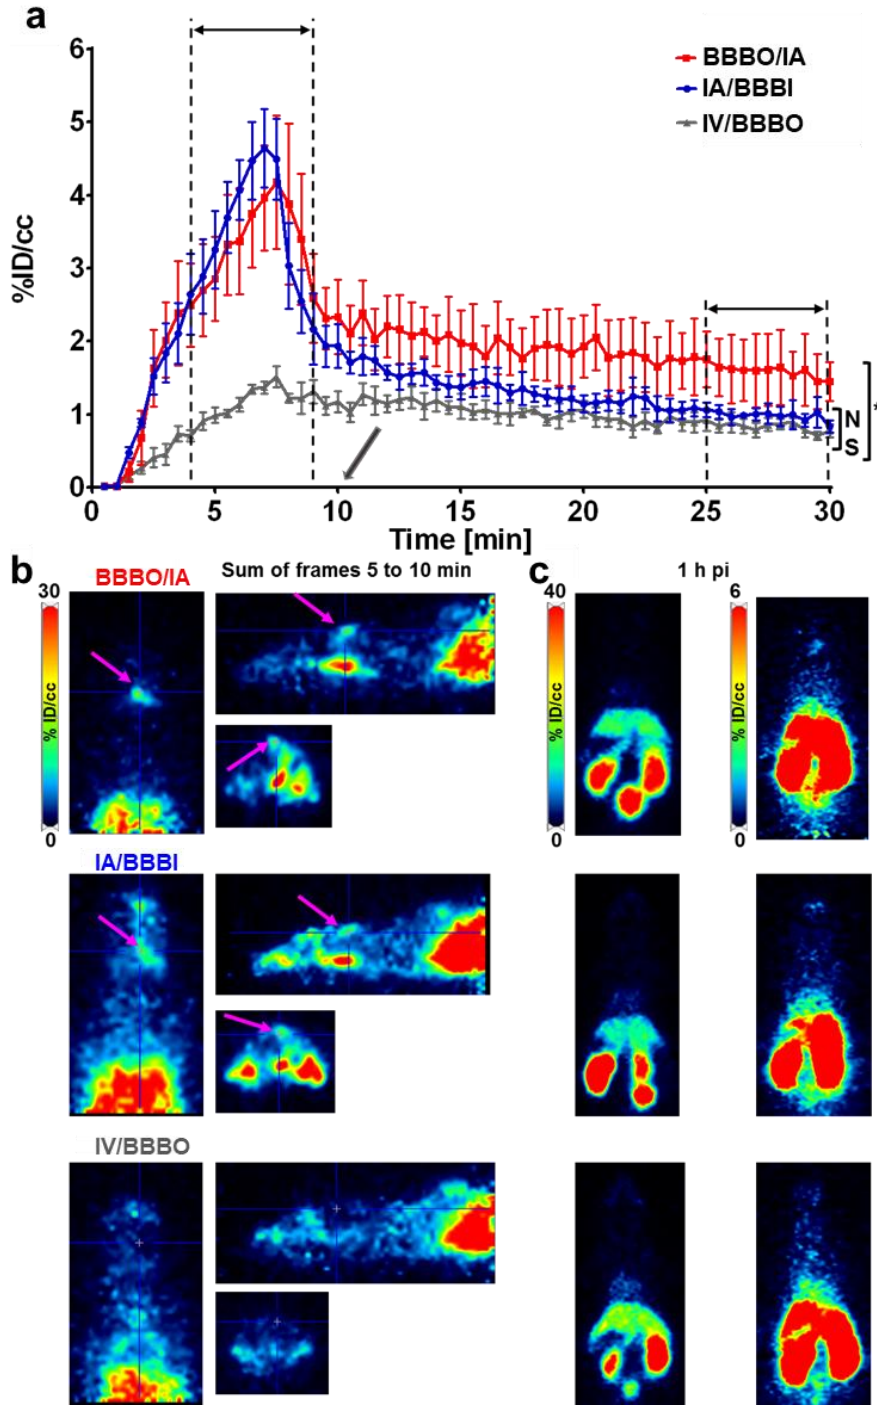 a
6
5
4
3
2
1
0
%ID/cc
BBBO/IA
IA/BBBI
IV/BBBO
N
S
*
0 5 10 15 20 25 30
Time [min]
b
BBBO/IA
Sum of frames 5 to 10 min
c
1 h pi
30
% ID/cc
0
40
% ID/cc
0
6
% ID/cc
0
IA/BBBI
IV/BBBO